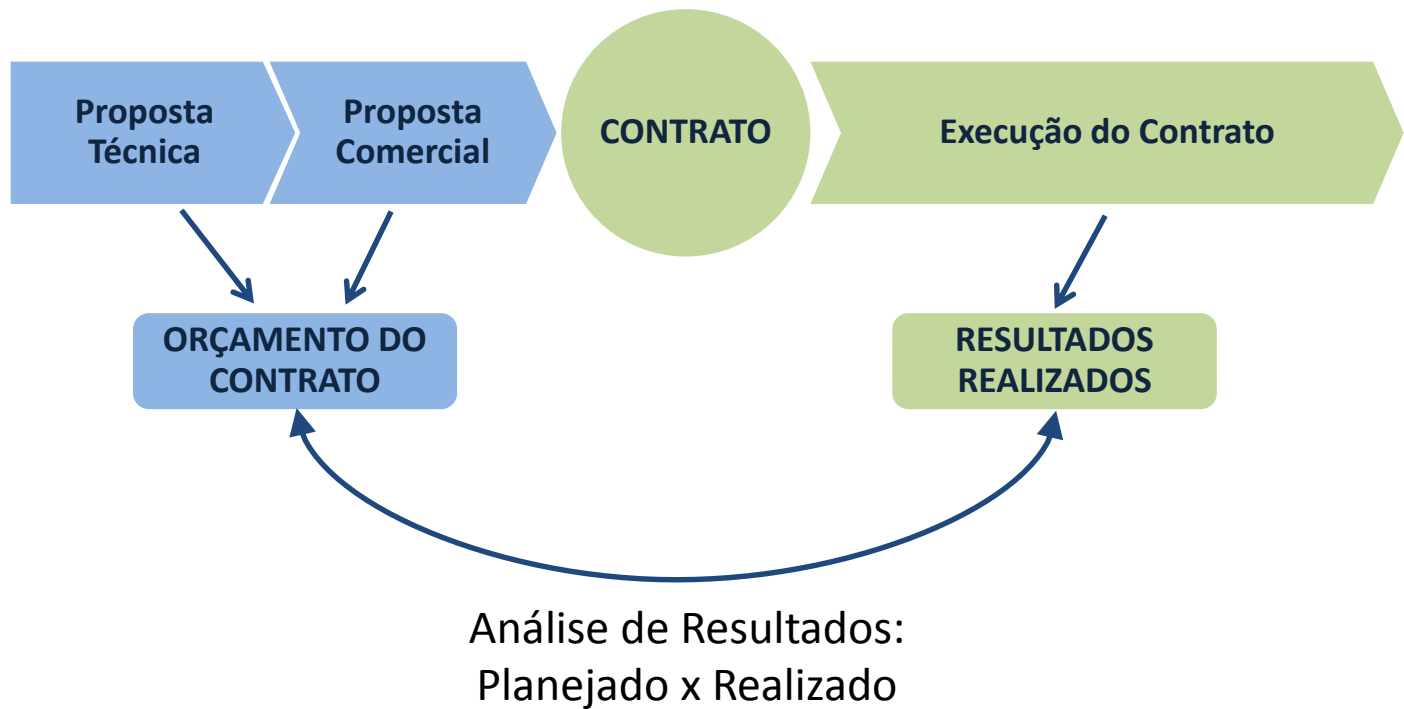 Proposta
Técnica
Proposta
Comercial
CONTRATO
Execução do Contrato
ORÇAMENTO DO
CONTRATO
RESULTADOS
REALIZADOS
Análise de Resultados:
Planejado x Realizado